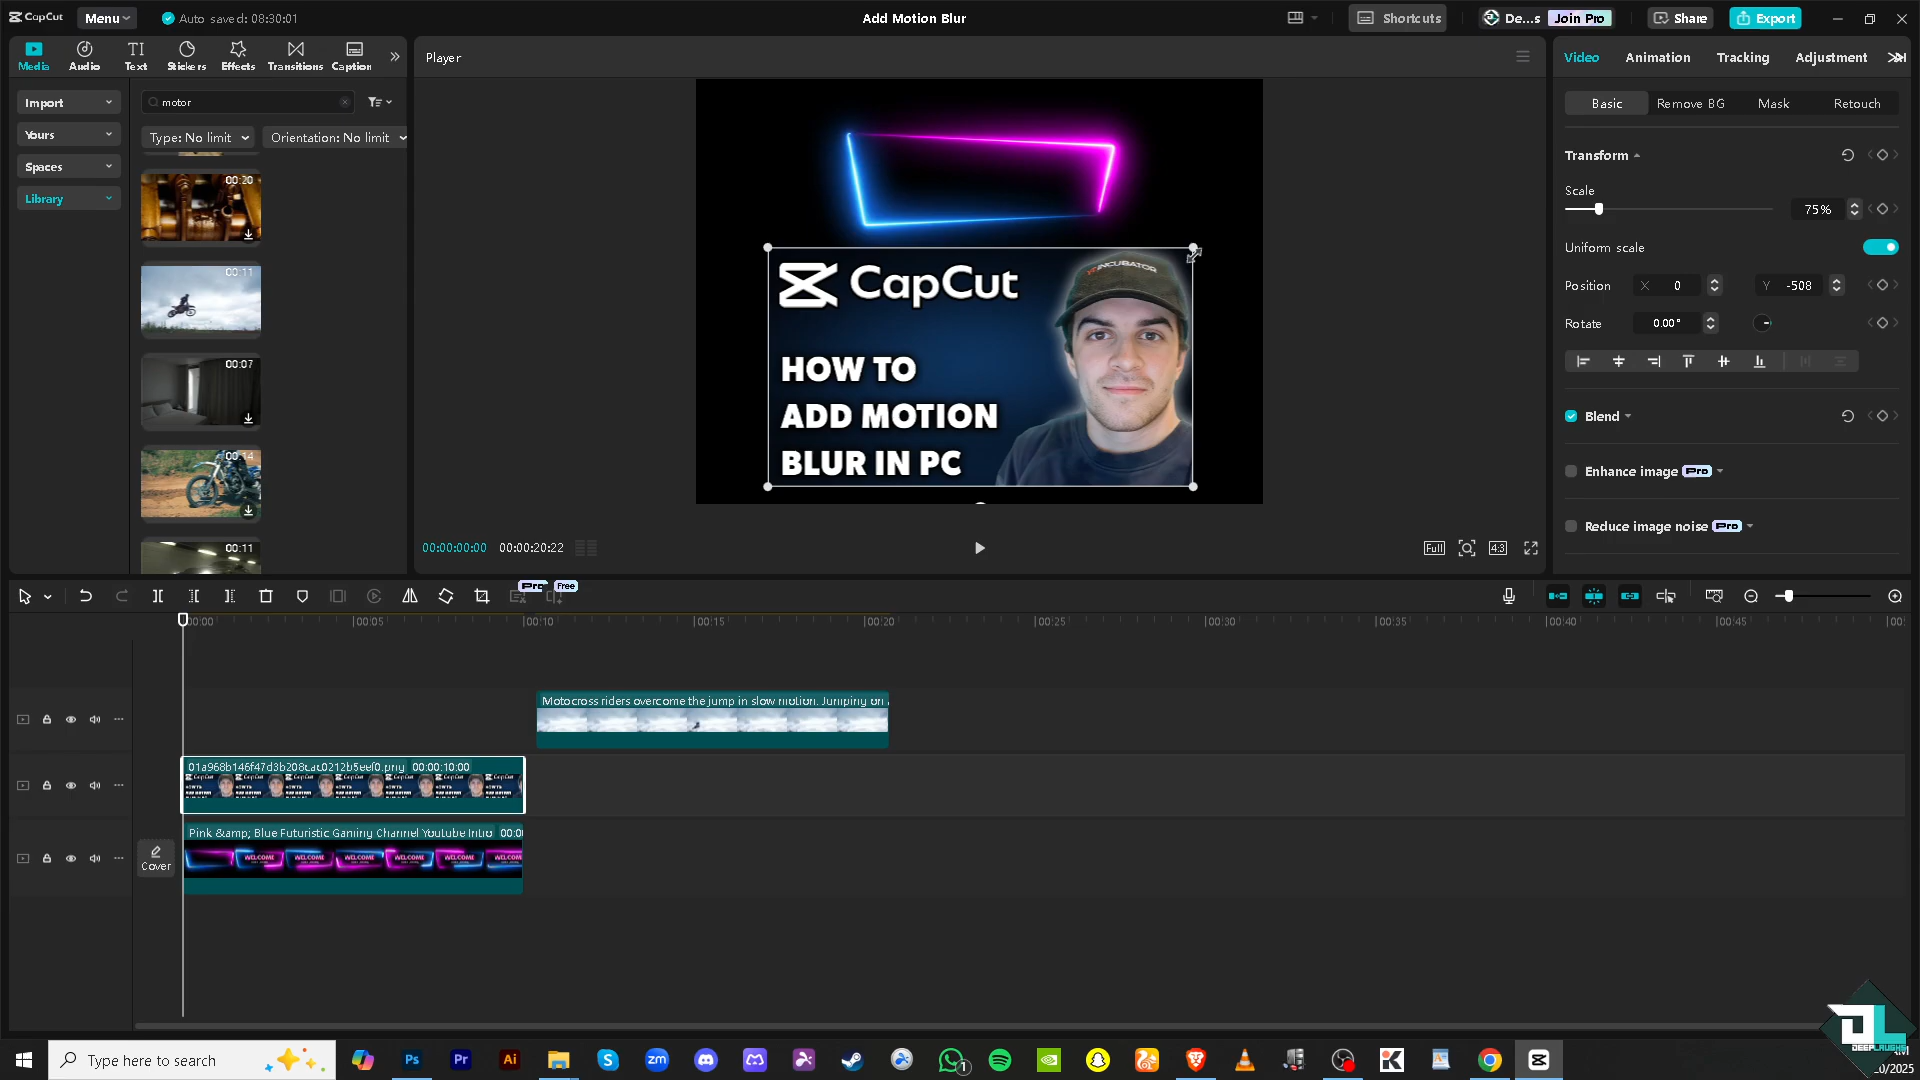 CapCut
Menu
Auto saved: 08:30:01
Add Motion Blur
Shortcuts
De...s
Join Pro
Share
Export
Media
Audio
Text
Stickers
Effects
Transitions
Caption
Player
Video
Animation
Tracking
Adjustment
Import
Yours
Spaces
Library
motor
Type: No limit
Orientation: No limit
00:20
00:11
00:07
00:14
00:11
CapCut
HOW TO
ADD MOTION
BLUR IN PC
Basic
Remove BG
Mask
Retouch
Transform
Scale
75%
Uniform scale
Position
X 0
Y -508
Rotate
0.00°
Blend
Enhance image Pro
Reduce image noise Pro
00:00:00:00
00:00:20:22
Full
4:3
Pro
Free
00:00
00:05
00:10
00:15
00:20
00:25
00:30
00:35
00:40
00:45
Motocross riders overcome the jump in slow motion. Jumping on
01a968b146f47d3b208cac0212b5eef0.png 00:00:10:00
Cover
Pink &amp; Blue Futuristic Gaming Channel Youtube Intro
Type here to search
DEEPLAUGHS